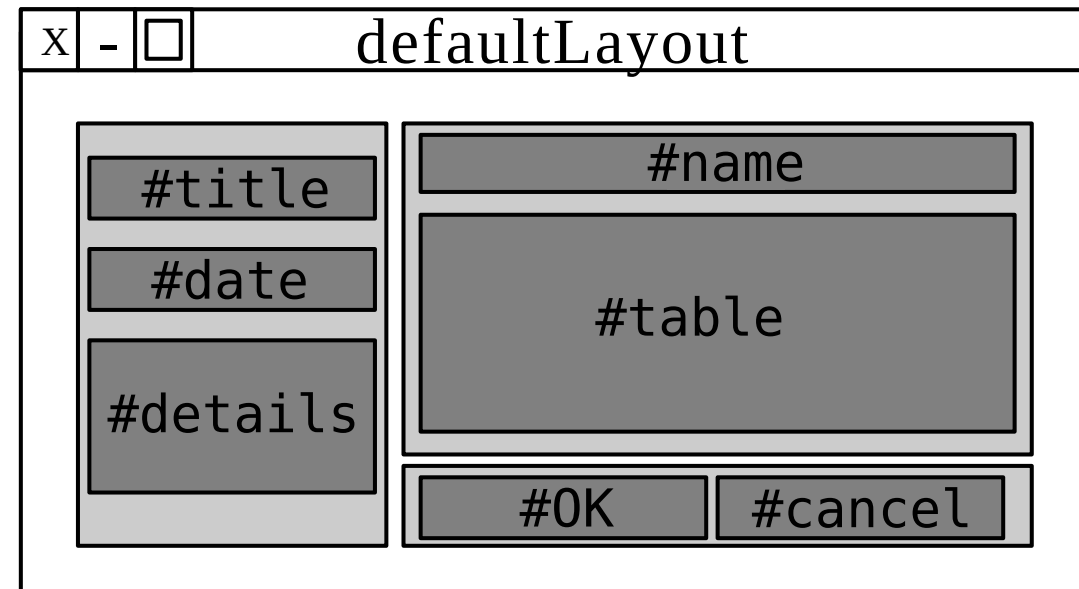 X - defaultLayout
#title
#date
#details
#name
#table
#OK #cancel